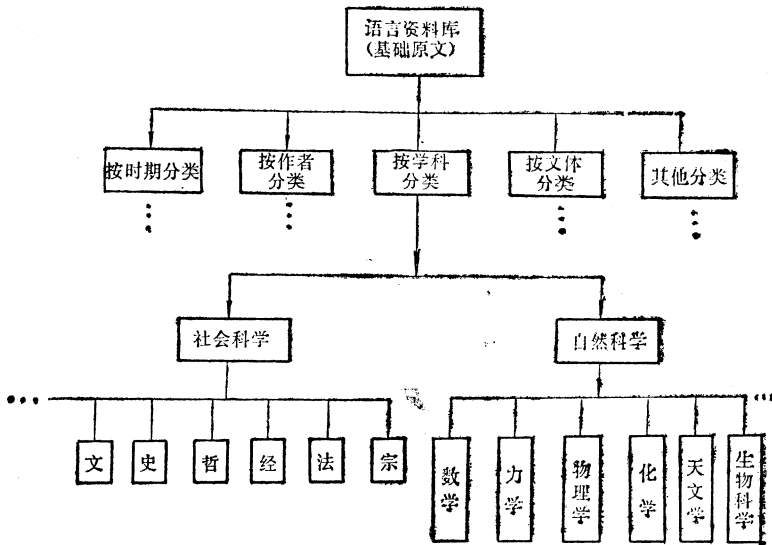 语言资料库
(基础原文)
按时期分类
按作者
分类
按学科
分类
按文体
分类
其他分类
社会科学
自然科学
文
史
哲
经
法
宗
数学
力学
物理学
化学
天文学
生物科学